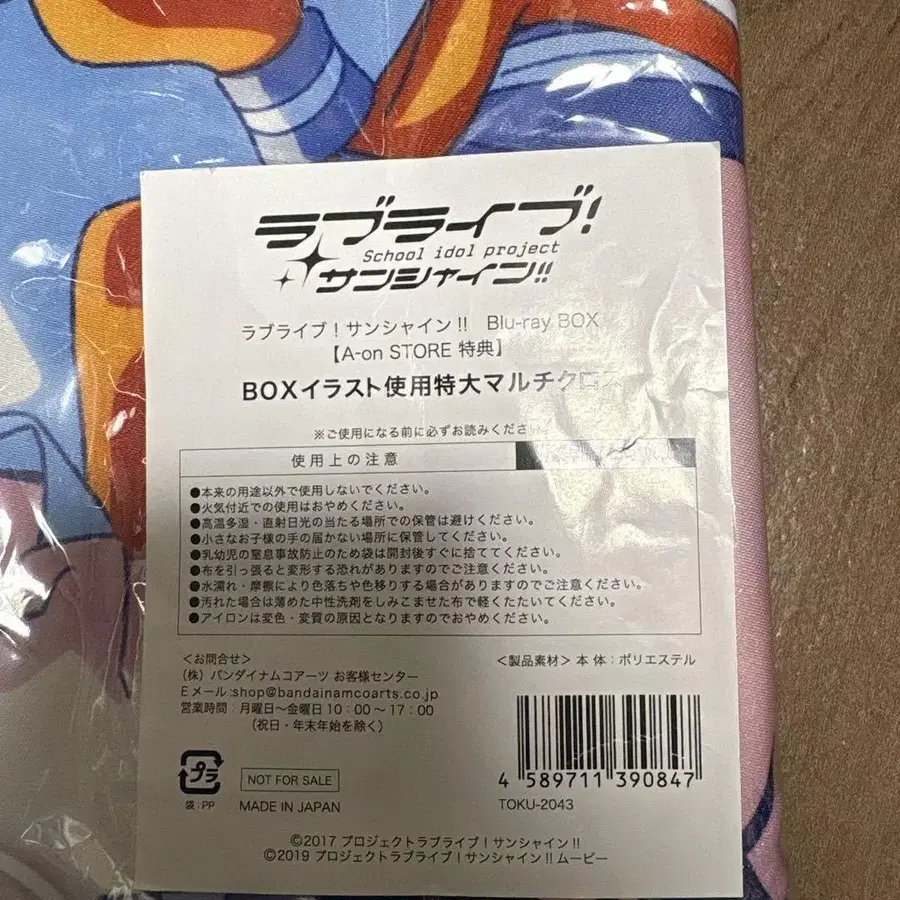 ラブライブ!
School idol project
サンシャイン!!
ラブライブ!サンシャイン!! Blu-ray BOX
【A-on STORE 特典】
BOXイラスト使用特大マルチクロス
※ご使用になる前に必ずお読みくださ
使用上の注意
●本来の用途以外で使用しないでください。
●火気付近での使用はおやめください。
●高温多湿・直射日光の当たる場所での保管は避けください。
●小さなお子様の手の届かない場所に保管してください。
●乳幼児の窒息事故防止のため袋は開封後すぐに捨ててください。
●布を引っ張ると変形する恐れがありますのでご注意ください。
●水濡れ・摩擦により色落ちや色移りする場合がありますのでご注意ください。
●汚れた場合は薄めた中性洗剤をしみこませた布で軽くたたいてください。
●アイロンは変色・変質の原因となりますのでおやめください。
<お問合せ>
(株)バンダイナムコアーツ お客様センター
Eメール:shop@bandainamcoarts.co.jp
営業時間:月曜日~金曜日 10:00~17:00
(祝日・年末年始を除く)
<製品素材> 本体:ポリエステル
4 589711 390847
TOKU-2043
プラ
袋:PP
NOT FOR SALE
MADE IN JAPAN
©2017 プロジェクトラブライブ!サンシャイン!!
©2019 プロジェクトラブライブ!サンシャイン!!ムービー